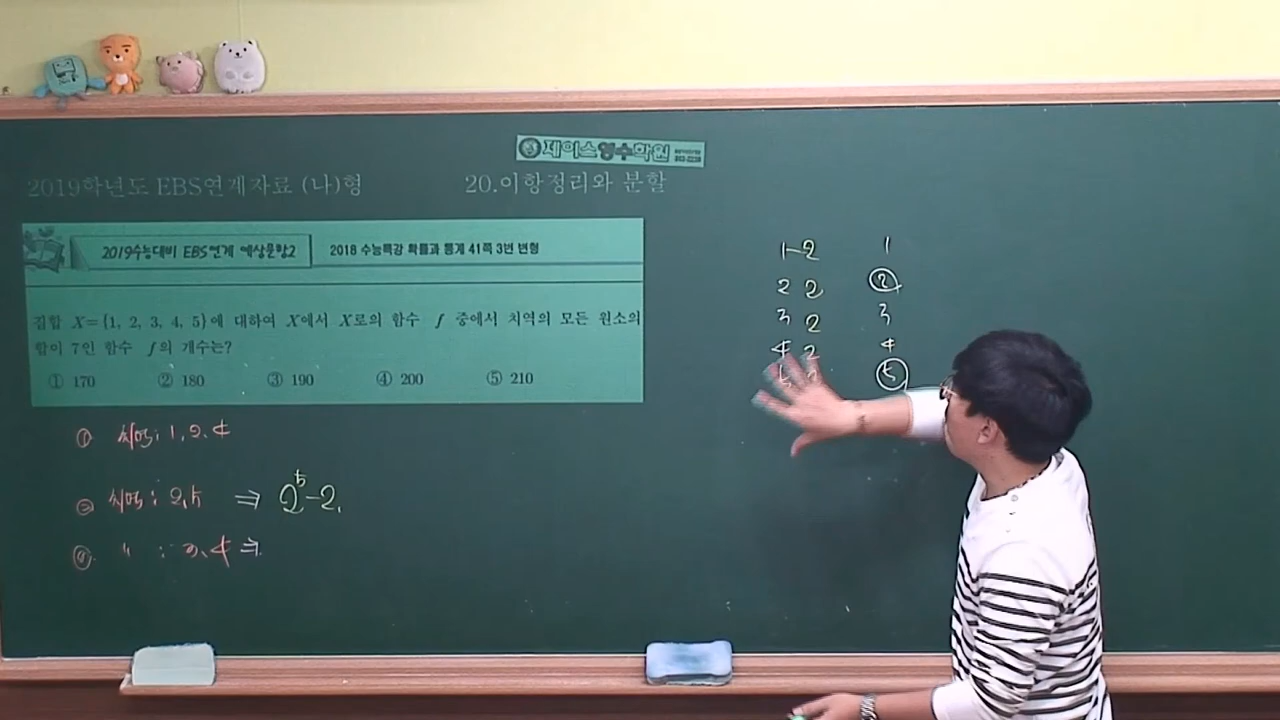 제이스영수학원
2019학년도 EBS연계자료 (나)형 20.이항정리와 분할
2019수능대비 EBS연계 예상문항2 2018 수능특강 확률과 통계 41쪽 3번 변형
집합 X={1, 2, 3, 4, 5}에 대하여 X에서 X로의 함수 f 중에서 치역의 모든 원소의
합이 7인 함수 f의 개수는?
① 170 ② 180 ③ 190 ④ 200 ⑤ 210
① 치역: 1, 2, 4
② 치역: 2, 5 ⇒ 2⁵-2
〃 : 3, 4 ⇒
1-2 1
2 2 ②
3 2 3
4 2 4
5 ⑤